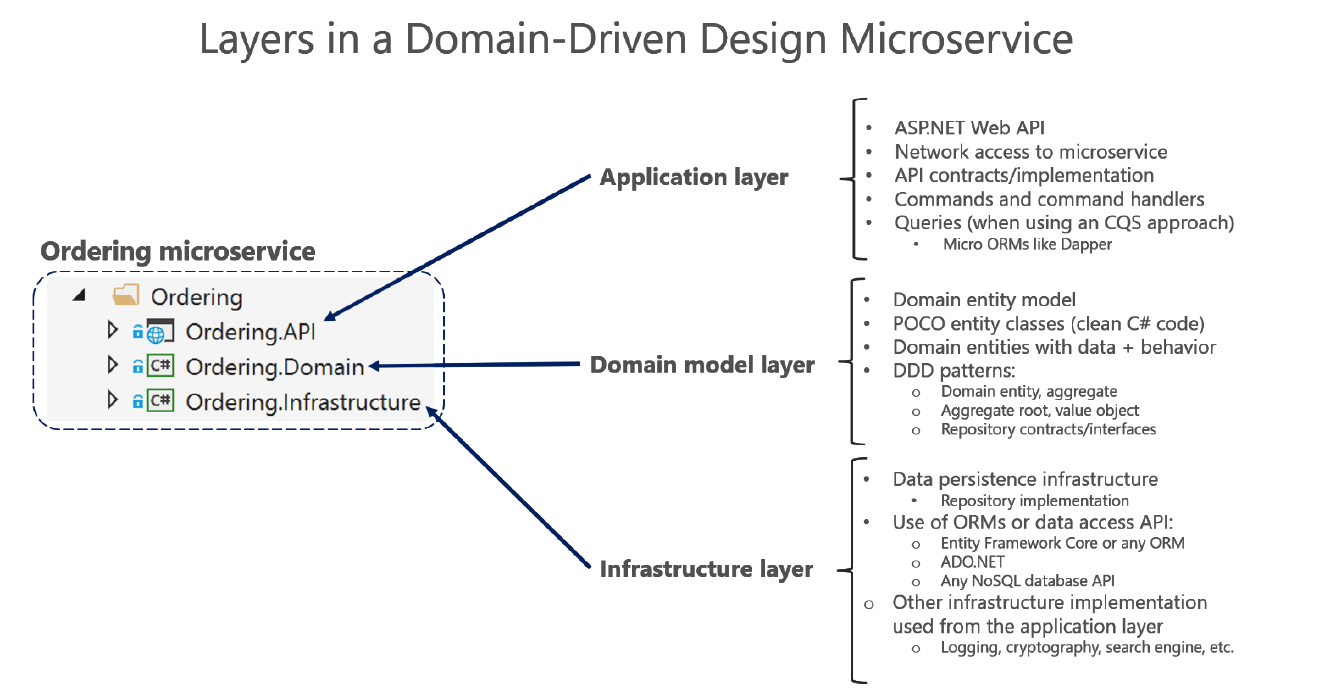 Layers in a Domain-Driven Design Microservice
Ordering microservice
Ordering
Ordering.API
C# Ordering.Domain
C# Ordering.Infrastructure
Application layer
• ASP.NET Web API
• Network access to microservice
• API contracts/implementation
• Commands and command handlers
• Queries (when using an CQS approach)
• Micro ORMs like Dapper
Domain model layer
• Domain entity model
• POCO entity classes (clean C# code)
• Domain entities with data + behavior
• DDD patterns:
o Domain entity, aggregate
o Aggregate root, value object
o Repository contracts/interfaces
Infrastructure layer
• Data persistence infrastructure
• Repository implementation
• Use of ORMs or data access API:
o Entity Framework Core or any ORM
o ADO.NET
o Any NoSQL database API
o Other infrastructure implementation
used from the application layer
o Logging, cryptography, search engine, etc.